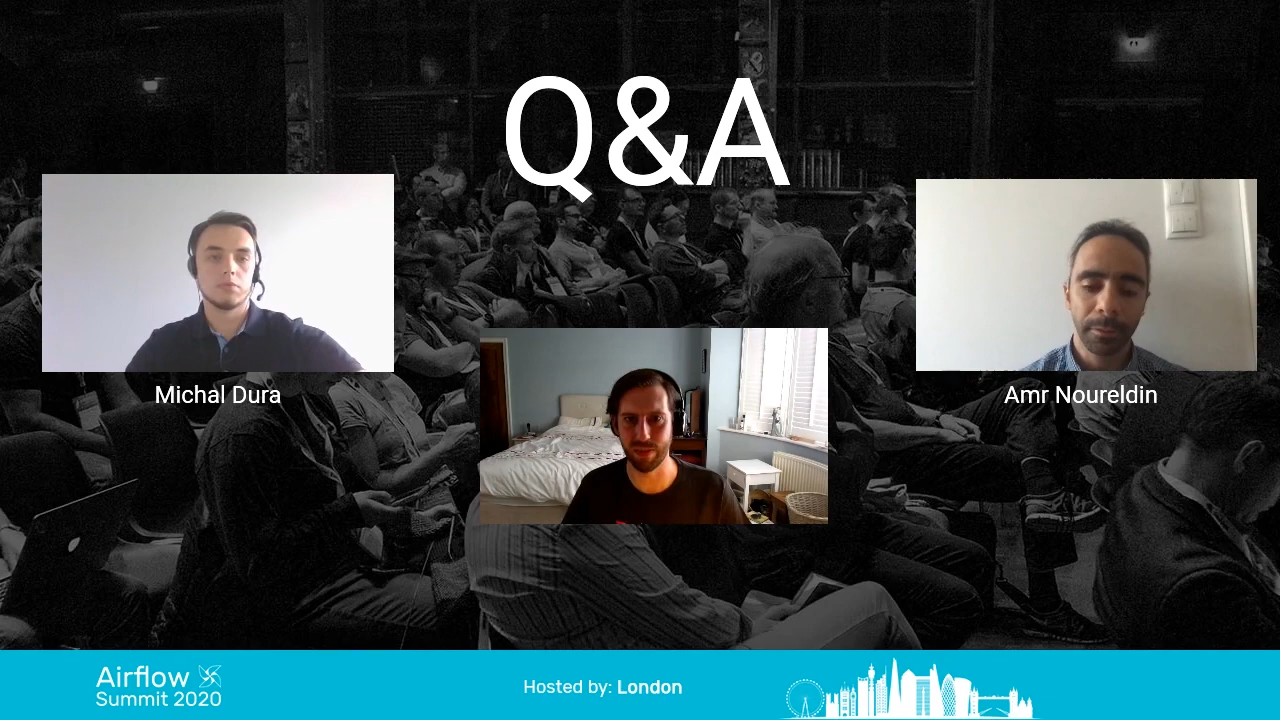 Q&A
Michal Dura
Amr Noureldin
Airflow
Summit 2020
Hosted by: London